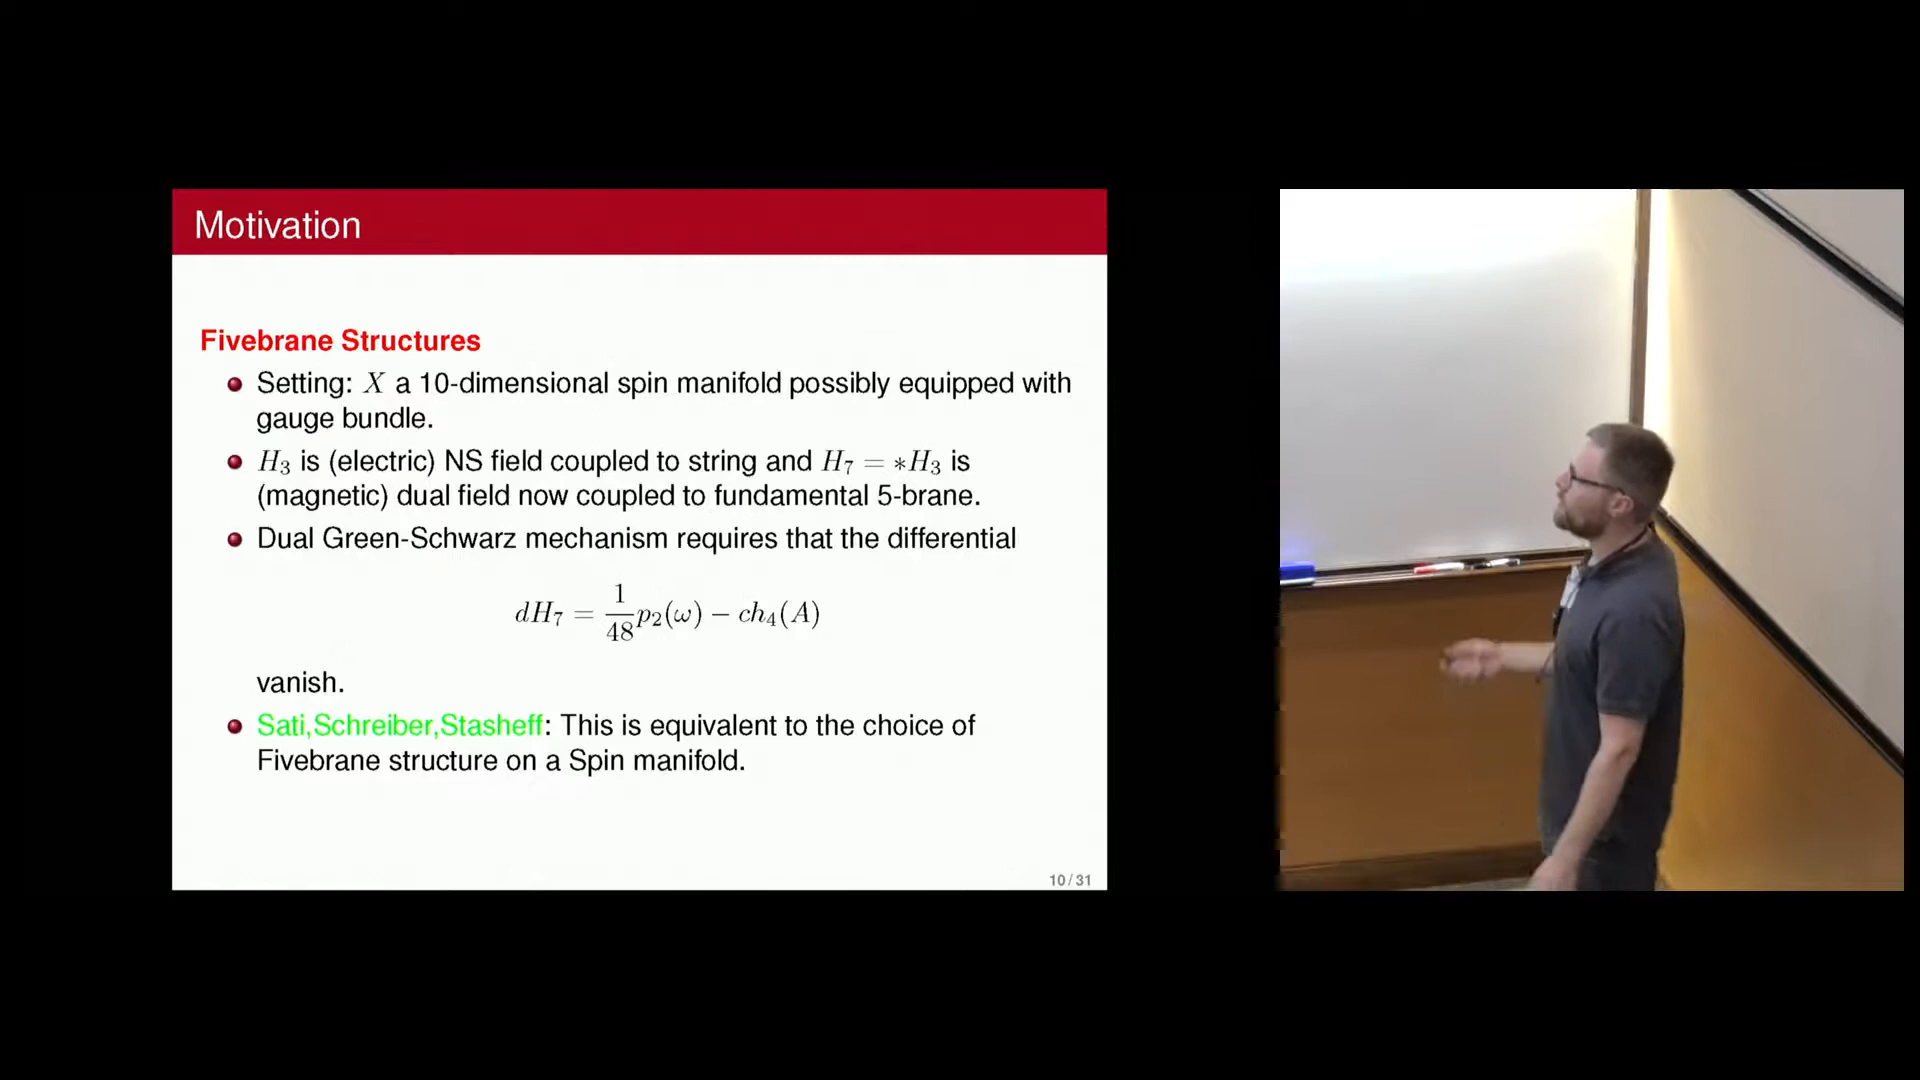 Motivation
Fivebrane Structures
Setting: X a 10-dimensional spin manifold possibly equipped with
gauge bundle.
H₃ is (electric) NS field coupled to string and H₇ = ∗H₃ is
(magnetic) dual field now coupled to fundamental 5-brane.
Dual Green-Schwarz mechanism requires that the differential
dH₇ = 1/48 p₂(ω) − ch₄(A)
vanish.
Sati,Schreiber,Stasheff: This is equivalent to the choice of
Fivebrane structure on a Spin manifold.
10 / 31